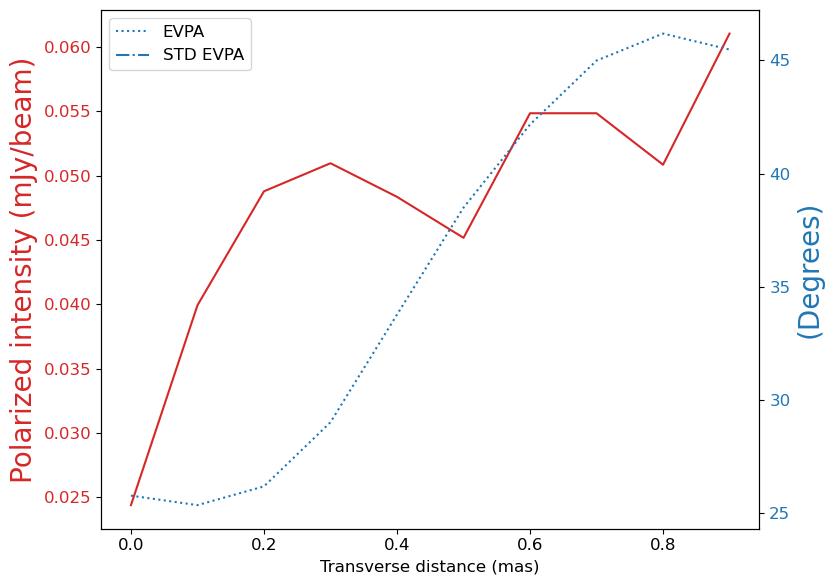 EVPA
STD EVPA
Polarized intensity (mJy/beam)
0.060
0.055
0.050
0.045
0.040
0.035
0.030
0.025
45
40
35
30
25
(Degrees)
0.0 0.2 0.4 0.6 0.8
Transverse distance (mas)